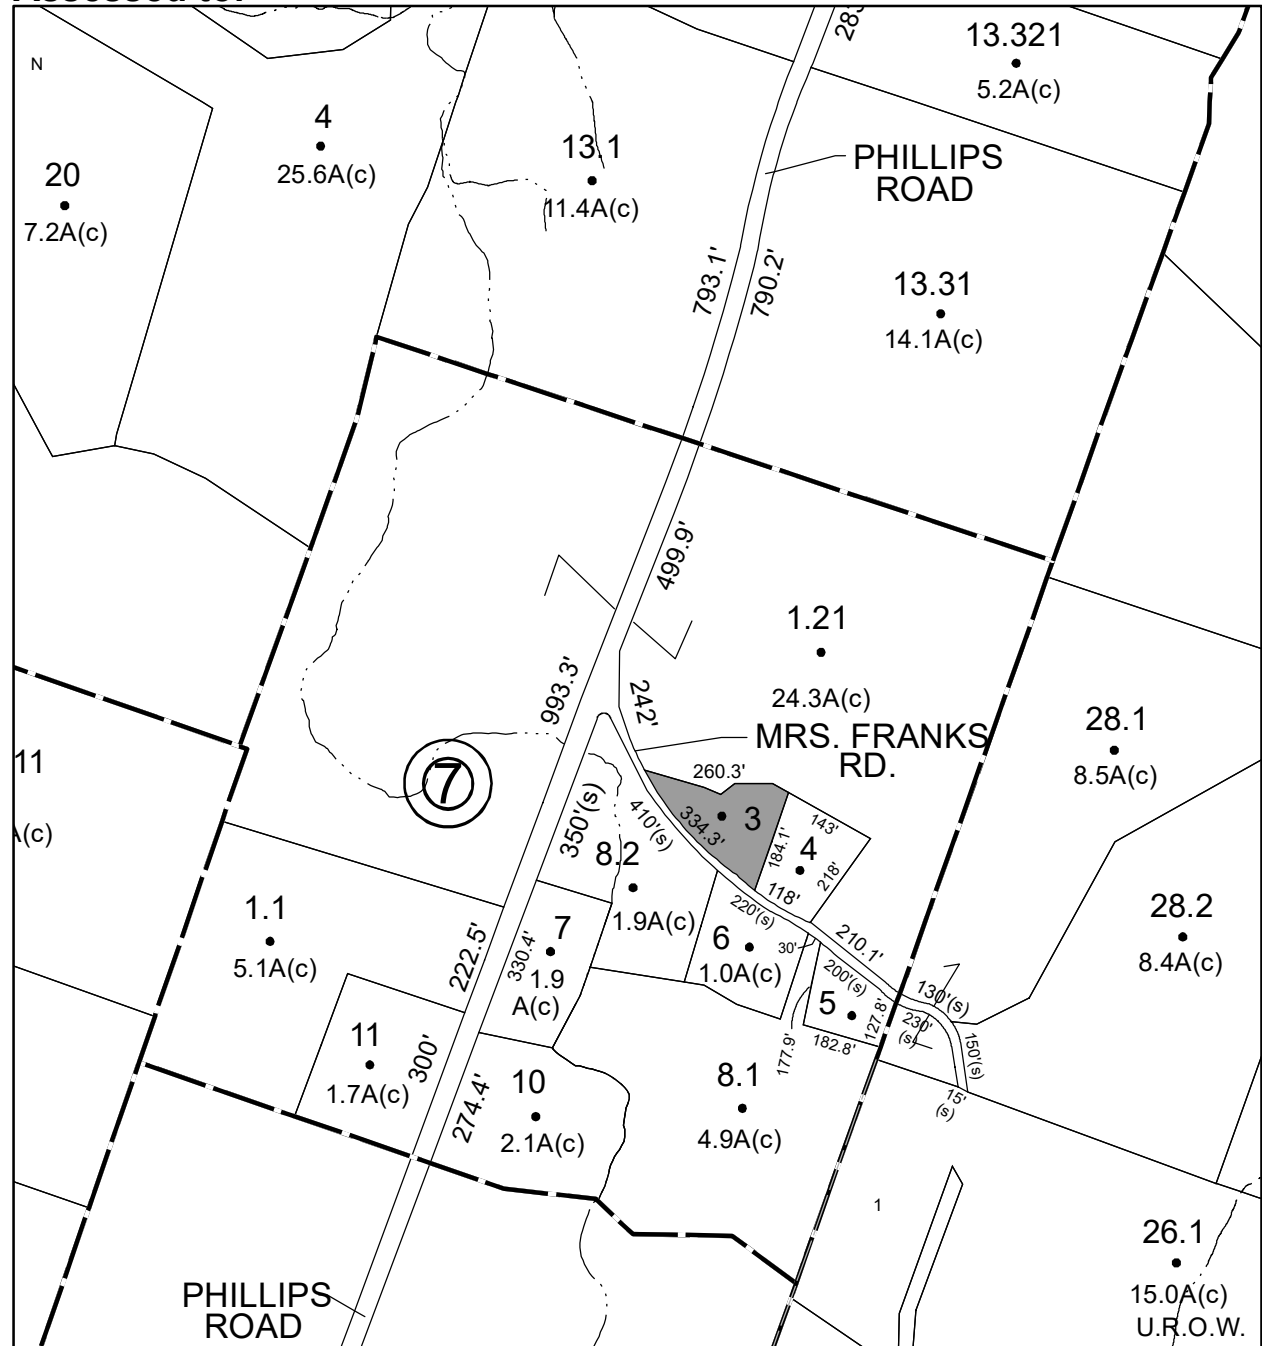 13.321
5.2A(c)
N
4
25.6A(c)
13.1
11.4A(c)
PHILLIPS
ROAD
20
7.2A(c)
793.1'
790.2'
13.31
14.1A(c)
499.9'
1.21
24.3A(c)
993.3'
242'
MRS. FRANKS
RD.
28.1
8.5A(c)
11
A(c)
7
260.3'
334.3'
3
143'
184.1'
4
218'
118'
350'(s)
410'(s)
8.2
1.9A(c)
220'(s)
6
1.0A(c)
30'
210.1'
28.2
8.4A(c)
1.1
5.1A(c)
222.5'
330.4'
7
1.9
A(c)
200'(s)
5
127.8'
182.8'
177.9'
130'(s)
230'
(s)
150'(s)
15'
(s)
11
1.7A(c)
300'
274.4'
10
2.1A(c)
8.1
4.9A(c)
1
26.1
15.0A(c)
U.R.O.W.
PHILLIPS
ROAD